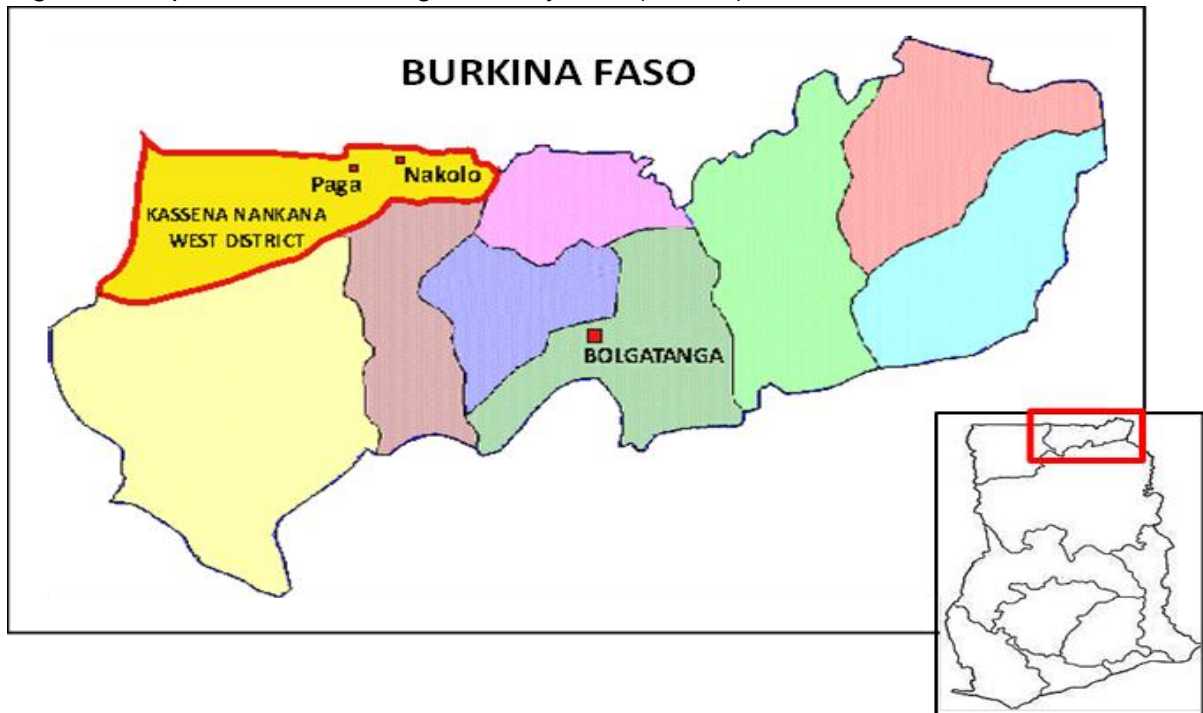 BURKINA FASO
Nakolo
Paga
KASSENA NANKANA
WEST DISTRICT
BOLGATANGA